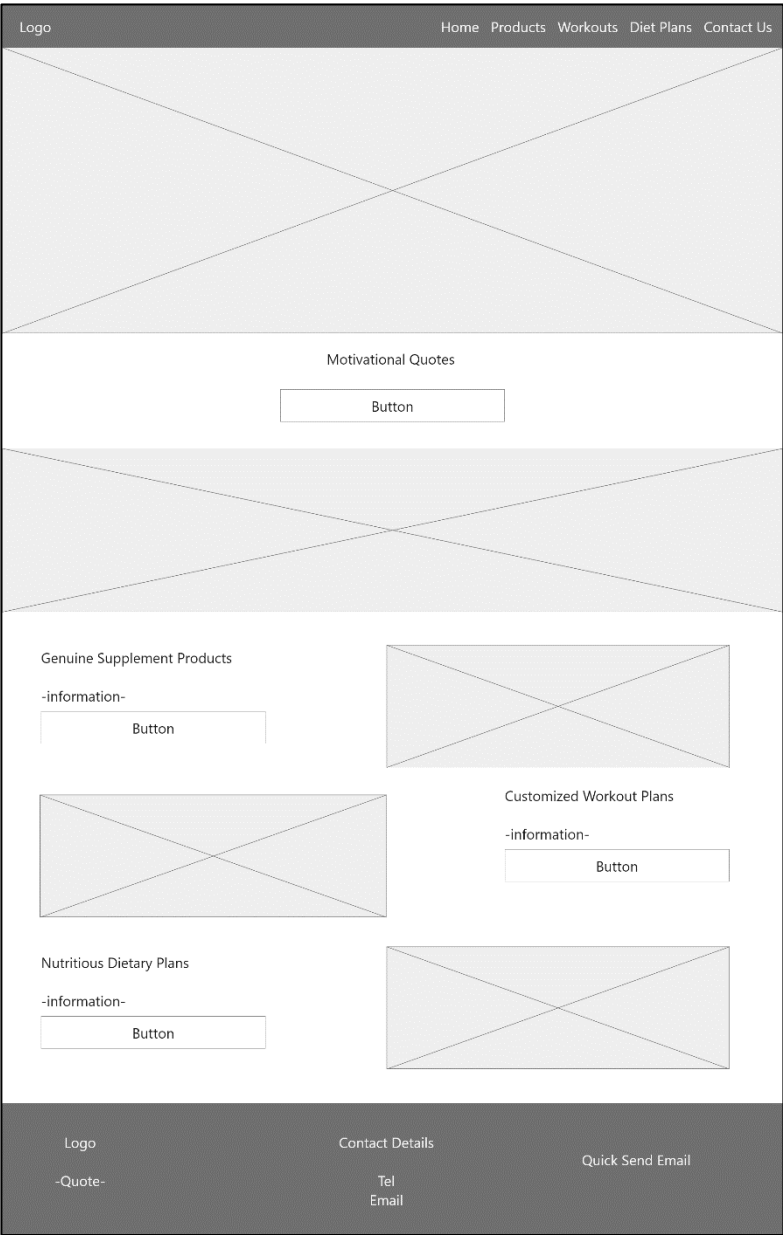 Logo
Home Products Workouts Diet Plans Contact Us
Motivational Quotes
Button
Genuine Supplement Products
-information-
Button
Customized Workout Plans
-information-
Button
Nutritious Dietary Plans
-information-
Button
Logo
-Quote-
Contact Details
Tel
Email
Quick Send Email